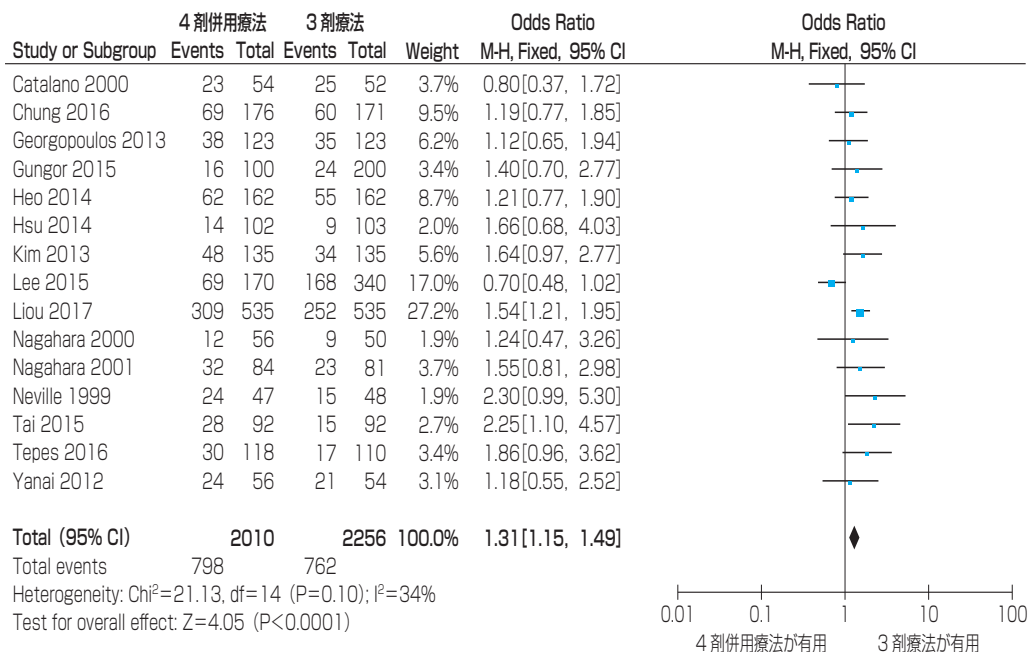 4剤併用療法 3剤療法 Odds Ratio Odds Ratio
Study or Subgroup Events Total Events Total Weight M-H, Fixed, 95% CI M-H, Fixed, 95% CI
Catalano 2000 23 54 25 52 3.7% 0.80[0.37, 1.72]
Chung 2016 69 176 60 171 9.5% 1.19[0.77, 1.85]
Georgopoulos 2013 38 123 35 123 6.2% 1.12[0.65, 1.94]
Gungor 2015 16 100 24 200 3.4% 1.40[0.70, 2.77]
Heo 2014 62 162 55 162 8.7% 1.21[0.77, 1.90]
Hsu 2014 14 102 9 103 2.0% 1.66[0.68, 4.03]
Kim 2013 48 135 34 135 5.6% 1.64[0.97, 2.77]
Lee 2015 69 170 168 340 17.0% 0.70[0.48, 1.02]
Liou 2017 309 535 252 535 27.2% 1.54[1.21, 1.95]
Nagahara 2000 12 56 9 50 1.9% 1.24[0.47, 3.26]
Nagahara 2001 32 84 23 81 3.7% 1.55[0.81, 2.98]
Neville 1999 24 47 15 48 1.9% 2.30[0.99, 5.30]
Tai 2015 28 92 15 92 2.7% 2.25[1.10, 4.57]
Tepes 2016 30 118 17 110 3.4% 1.86[0.96, 3.62]
Yanai 2012 24 56 21 54 3.1% 1.18[0.55, 2.52]
Total (95% CI) 2010 2256 100.0% 1.31[1.15, 1.49]
Total events 798 762
Heterogeneity: Chi²=21.13, df=14 (P=0.10); I²=34%
Test for overall effect: Z=4.05 (P<0.0001)
0.01 0.1 1 10 100
4剤併用療法が有用 3剤療法が有用